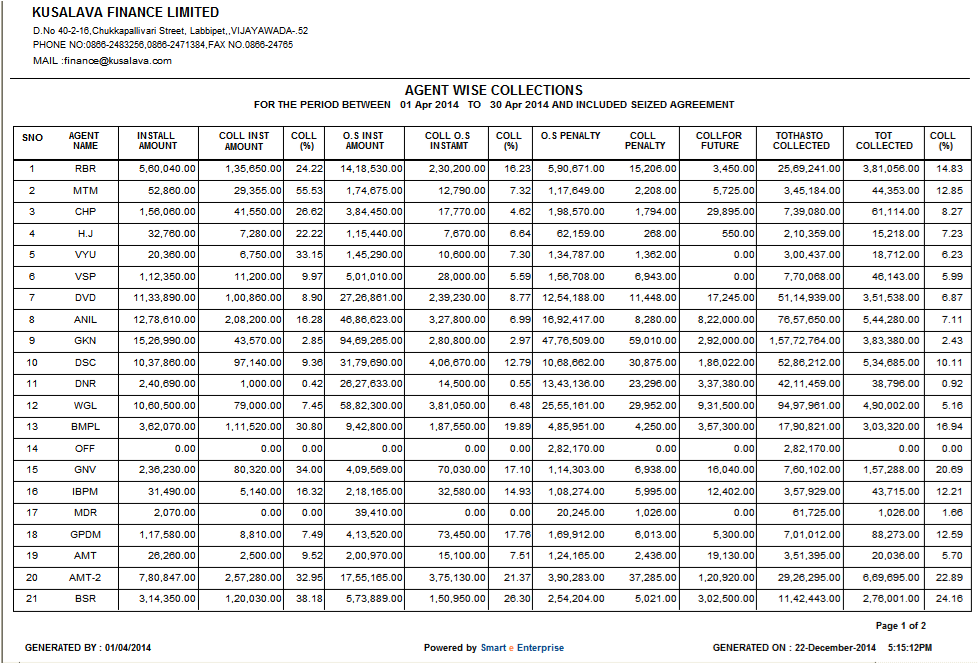 KUSALAVA FINANCE LIMITED
D.No 40-2-16,Chukkapallivari Street, Labbipet,,VIJAYAWADA-.52
PHONE NO:0866-2483256,0866-2471384,FAX NO.0866-24765
MAIL :finance@kusalava.com
AGENT WISE COLLECTIONS
FOR THE PERIOD BETWEEN 01 Apr 2014 TO 30 Apr 2014 AND INCLUDED SEIZED AGREEMENT
SNO AGENT NAME INSTALL AMOUNT COLL INST AMOUNT COLL (%) O.S INST AMOUNT COLL O.S INSTAMT COLL (%) O.S PENALTY COLL PENALTY COLLFOR FUTURE TOTHASTO COLLECTED TOT COLLECTED COLL (%)
1 RBR 5,60,040.00 1,35,650.00 24.22 14,18,530.00 2,30,200.00 16.23 5,90,671.00 15,206.00 3,450.00 25,69,241.00 3,81,056.00 14.83
2 MTM 52,860.00 29,355.00 55.53 1,74,675.00 12,790.00 7.32 1,17,649.00 2,208.00 5,725.00 3,45,184.00 44,353.00 12.85
3 CHP 1,56,060.00 41,550.00 26.62 3,84,450.00 17,770.00 4.62 1,98,570.00 1,794.00 29,895.00 7,39,080.00 61,114.00 8.27
4 H.J 32,760.00 7,280.00 22.22 1,15,440.00 7,670.00 6.64 62,159.00 268.00 550.00 2,10,359.00 15,218.00 7.23
5 VYU 20,360.00 6,750.00 33.15 1,45,290.00 10,600.00 7.30 1,34,787.00 1,362.00 0.00 3,00,437.00 18,712.00 6.23
6 VSP 1,12,350.00 11,200.00 9.97 5,01,010.00 28,000.00 5.59 1,56,708.00 6,943.00 0.00 7,70,068.00 46,143.00 5.99
7 DVD 11,33,890.00 1,00,860.00 8.90 27,26,861.00 2,39,230.00 8.77 12,54,188.00 11,448.00 17,245.00 51,14,939.00 3,51,538.00 6.87
8 ANIL 12,78,610.00 2,08,200.00 16.28 46,86,623.00 3,27,800.00 6.99 16,92,417.00 8,280.00 8,22,000.00 76,57,650.00 5,44,280.00 7.11
9 GKN 15,26,990.00 43,570.00 2.85 94,69,265.00 2,80,800.00 2.97 47,76,509.00 59,010.00 2,92,000.00 1,57,72,764.00 3,83,380.00 2.43
10 DSC 10,37,860.00 97,140.00 9.36 31,79,690.00 4,06,670.00 12.79 10,68,662.00 30,875.00 1,86,022.00 52,86,212.00 5,34,685.00 10.11
11 DNR 2,40,690.00 1,000.00 0.42 26,27,633.00 14,500.00 0.55 13,43,136.00 23,296.00 3,37,380.00 42,11,459.00 38,796.00 0.92
12 WGL 10,60,500.00 79,000.00 7.45 58,82,300.00 3,81,050.00 6.48 25,55,161.00 29,952.00 9,31,500.00 94,97,961.00 4,90,002.00 5.16
13 BMPL 3,62,070.00 1,11,520.00 30.80 9,42,800.00 1,87,550.00 19.89 4,85,951.00 4,250.00 3,57,300.00 17,90,821.00 3,03,320.00 16.94
14 OFF 0.00 0.00 0.00 0.00 0.00 0.00 2,82,170.00 0.00 0.00 2,82,170.00 0.00 0.00
15 GNV 2,36,230.00 80,320.00 34.00 4,09,569.00 70,030.00 17.10 1,14,303.00 6,938.00 16,040.00 7,60,102.00 1,57,288.00 20.69
16 IBPM 31,490.00 5,140.00 16.32 2,18,165.00 32,580.00 14.93 1,08,274.00 5,995.00 12,402.00 3,57,929.00 43,715.00 12.21
17 MDR 2,070.00 0.00 0.00 39,410.00 0.00 0.00 20,245.00 1,026.00 0.00 61,725.00 1,026.00 1.66
18 GPDM 1,17,580.00 8,810.00 7.49 4,13,520.00 73,450.00 17.76 1,69,912.00 6,013.00 5,300.00 7,01,012.00 88,273.00 12.59
19 AMT 26,260.00 2,500.00 9.52 2,00,970.00 15,100.00 7.51 1,24,165.00 2,436.00 19,130.00 3,51,395.00 20,036.00 5.70
20 AMT-2 7,80,847.00 2,57,280.00 32.95 17,55,165.00 3,75,130.00 21.37 3,90,283.00 37,285.00 1,20,920.00 29,26,295.00 6,69,695.00 22.89
21 BSR 3,14,350.00 1,20,030.00 38.18 5,73,889.00 1,50,950.00 26.30 2,54,204.00 5,021.00 3,02,500.00 11,42,443.00 2,76,001.00 24.16
Page 1 of 2
GENERATED BY : 01/04/2014 Powered by Smart e Enterprise GENERATED ON : 22-December-2014 5:15:12PM